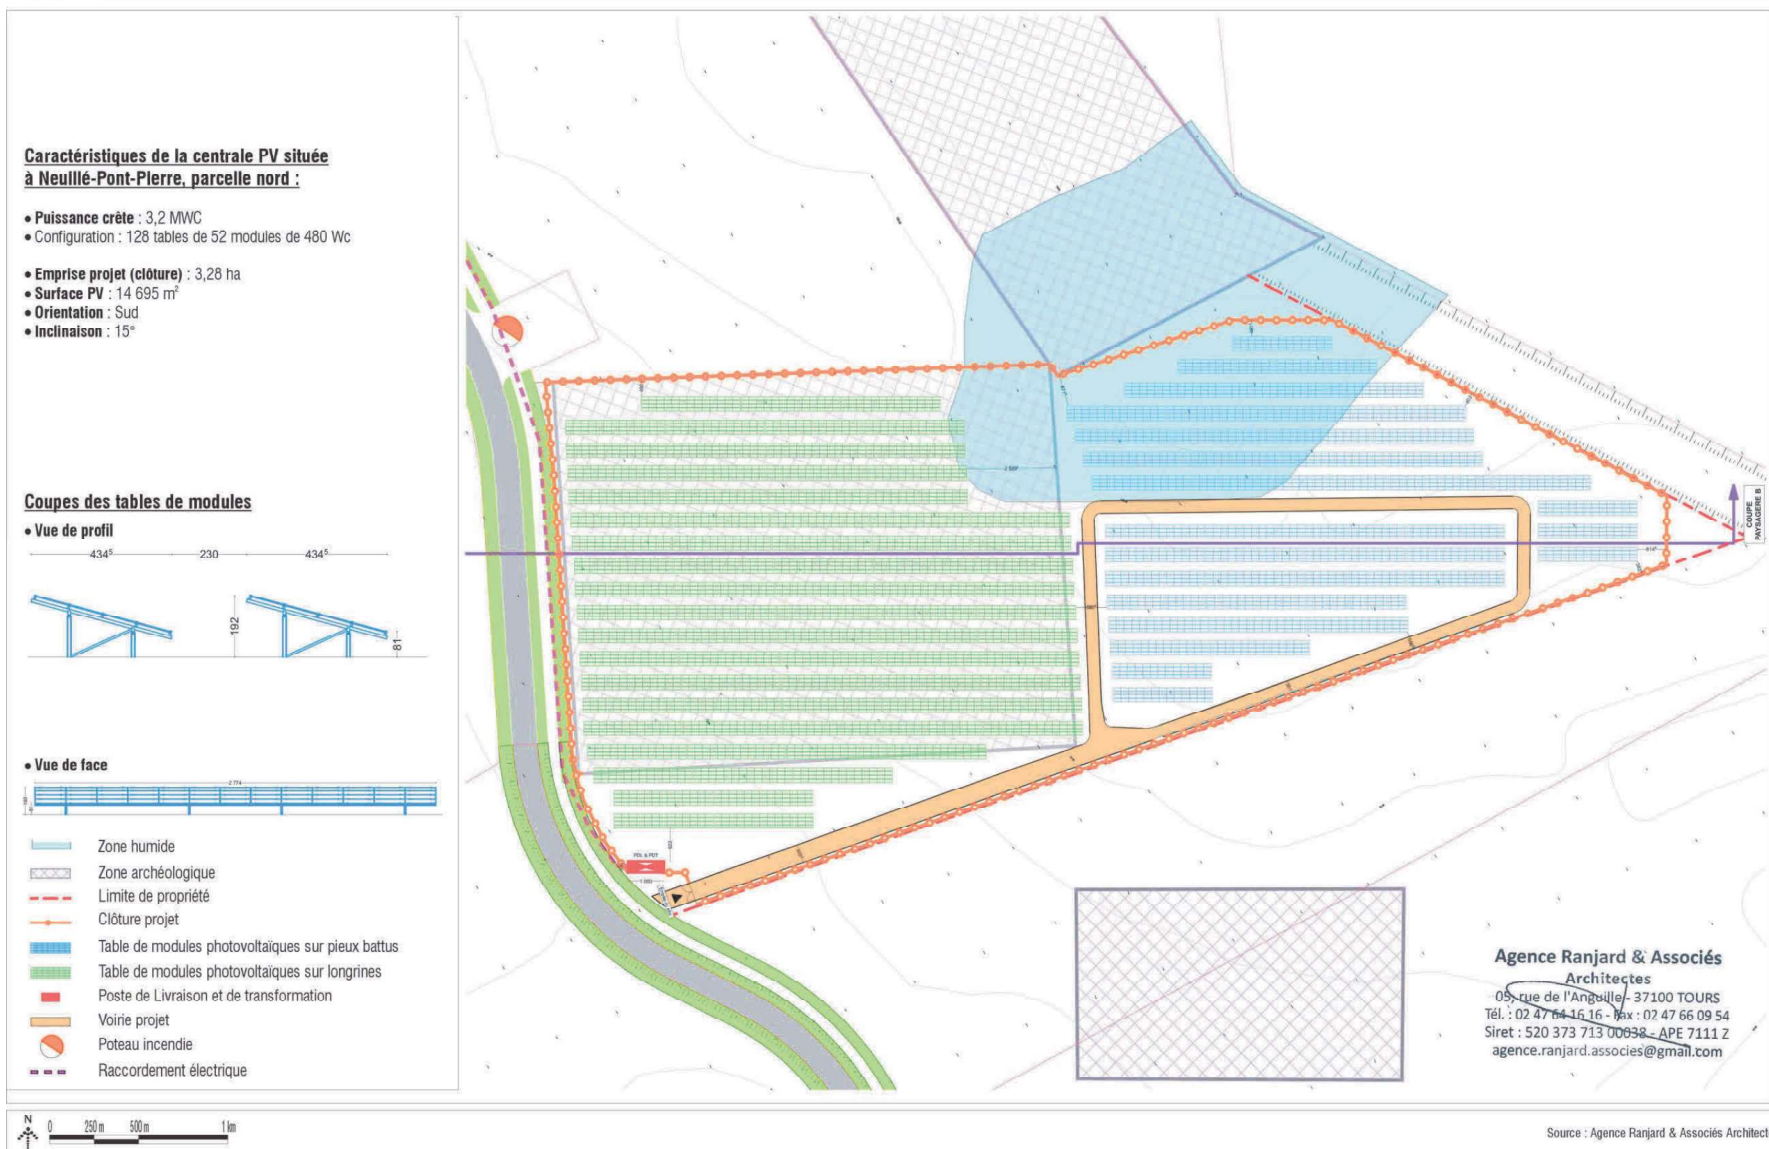 Caractéristiques de la centrale PV située
à Neuillé-Pont-Pierre, parcelle nord :
• Puissance crête : 3,2 MWC
• Configuration : 128 tables de 52 modules de 480 Wc
• Emprise projet (clôture) : 3,28 ha
• Surface PV : 14 695 m²
• Orientation : Sud
• Inclinaison : 15°
Coupes des tables de modules
• Vue de profil
434⁵ 230 434⁵
192
81
• Vue de face
2 774
Zone humide
Zone archéologique
Limite de propriété
Clôture projet
Table de modules photovoltaïques sur pieux battus
Table de modules photovoltaïques sur longrines
Poste de Livraison et de transformation
Voirie projet
Poteau incendie
Raccordement électrique
PDL & PDT
COUPE
PAYSAGERE B
Agence Ranjard & Associés
Architectes
05, rue de l'Anguille - 37100 TOURS
Tél. : 02 47 64 16 16 - Fax : 02 47 66 09 54
Siret : 520 373 713 00038 - APE 7111 Z
agence.ranjard.associes@gmail.com
N
0 250 m 500 m 1 km
Source : Agence Ranjard & Associés Architect